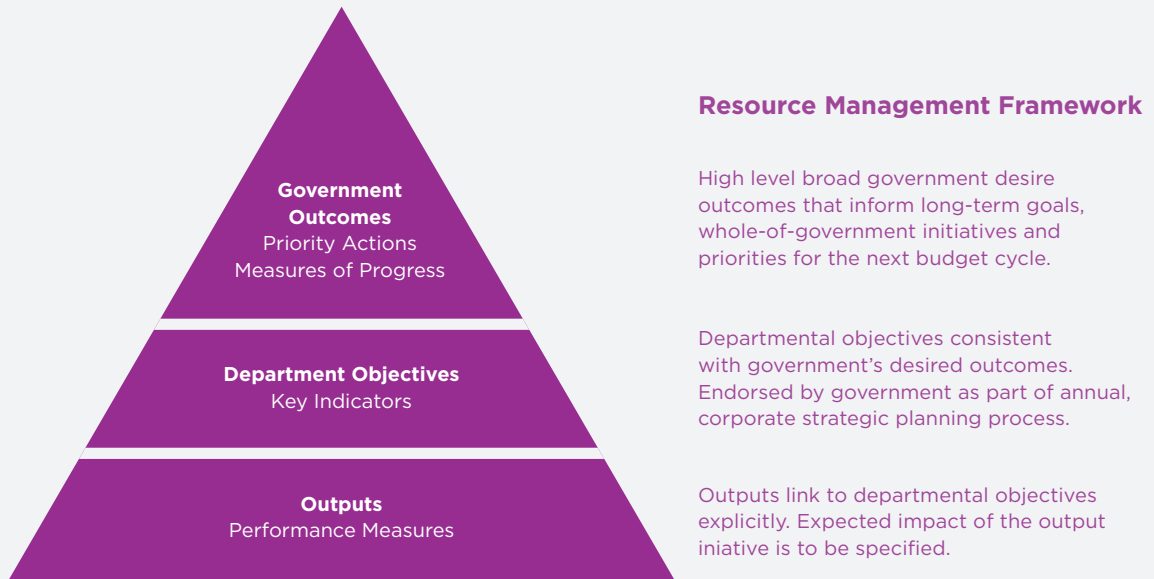 Government
Outcomes
Priority Actions
Measures of Progress
Department Objectives
Key Indicators
Outputs
Performance Measures
Resource Management Framework
High level broad government desire
outcomes that inform long-term goals,
whole-of-government initiatives and
priorities for the next budget cycle.
Departmental objectives consistent
with government’s desired outcomes.
Endorsed by government as part of annual,
corporate strategic planning process.
Outputs link to departmental objectives
explicitly. Expected impact of the output
iniative is to be specified.